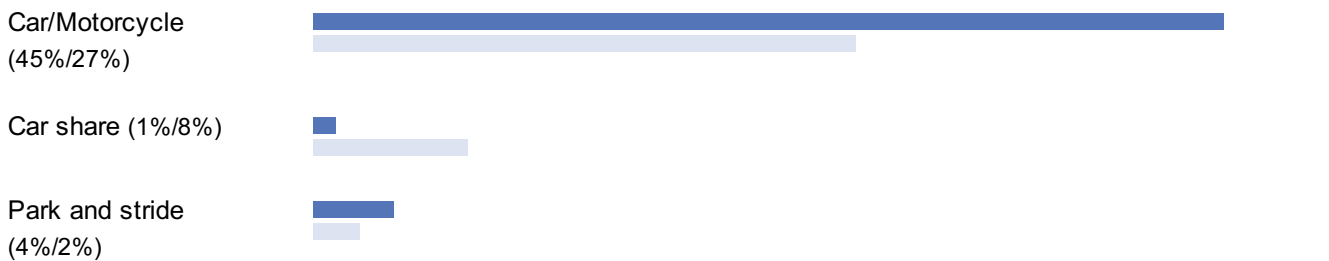 Car/Motorcycle
(45%/27%)
Car share (1%/8%)
Park and stride
(4%/2%)